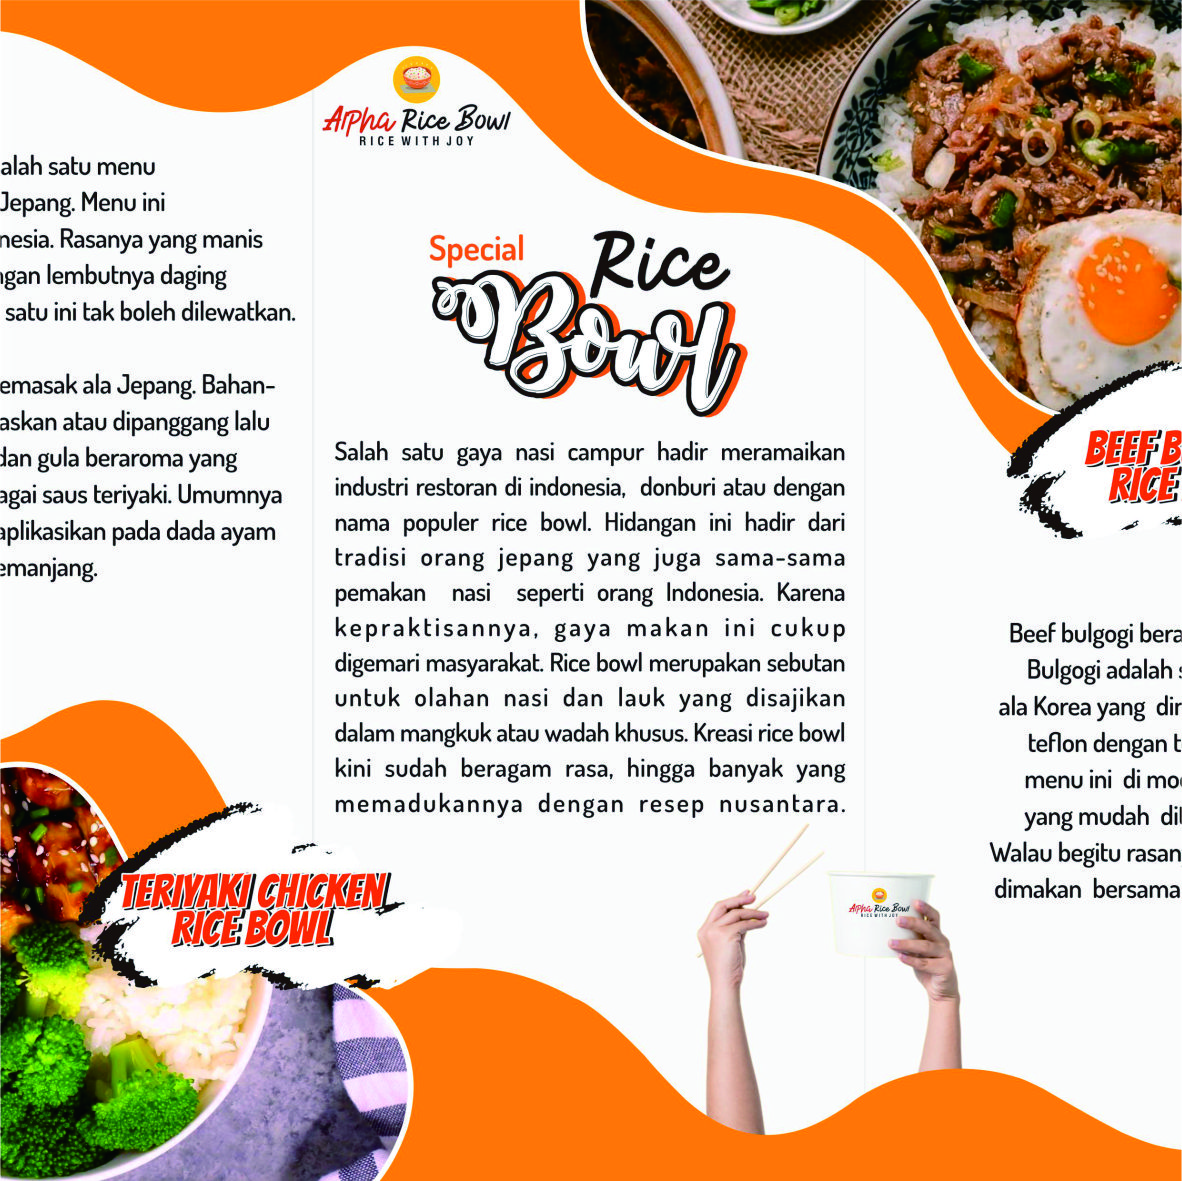 Alpha Rice Bowl
RICE WITH JOY
alah satu menu
Jepang. Menu ini
nesia. Rasanya yang manis
ngan lembutnya daging
satu ini tak boleh dilewatkan.
emasak ala Jepang. Bahan-
askan atau dipanggang lalu
dan gula beraroma yang
agai saus teriyaki. Umumnya
aplikasikan pada dada ayam
emanjang.
TERIYAKI CHICKEN
RICE BOWL
Special Rice
Bowl
Salah satu gaya nasi campur hadir meramaikan
industri restoran di indonesia, donburi atau dengan
nama populer rice bowl. Hidangan ini hadir dari
tradisi orang jepang yang juga sama-sama
pemakan nasi seperti orang Indonesia. Karena
kepraktisannya, gaya makan ini cukup
digemari masyarakat. Rice bowl merupakan sebutan
untuk olahan nasi dan lauk yang disajikan
dalam mangkuk atau wadah khusus. Kreasi rice bowl
kini sudah beragam rasa, hingga banyak yang
memadukannya dengan resep nusantara.
Alpha Rice Bowl
RICE WITH JOY
BEEF B
RICE
Beef bulgogi bera
Bulgogi adalah s
ala Korea yang dir
teflon dengan t
menu ini di mod
yang mudah dit
Walau begitu rasan
dimakan bersama